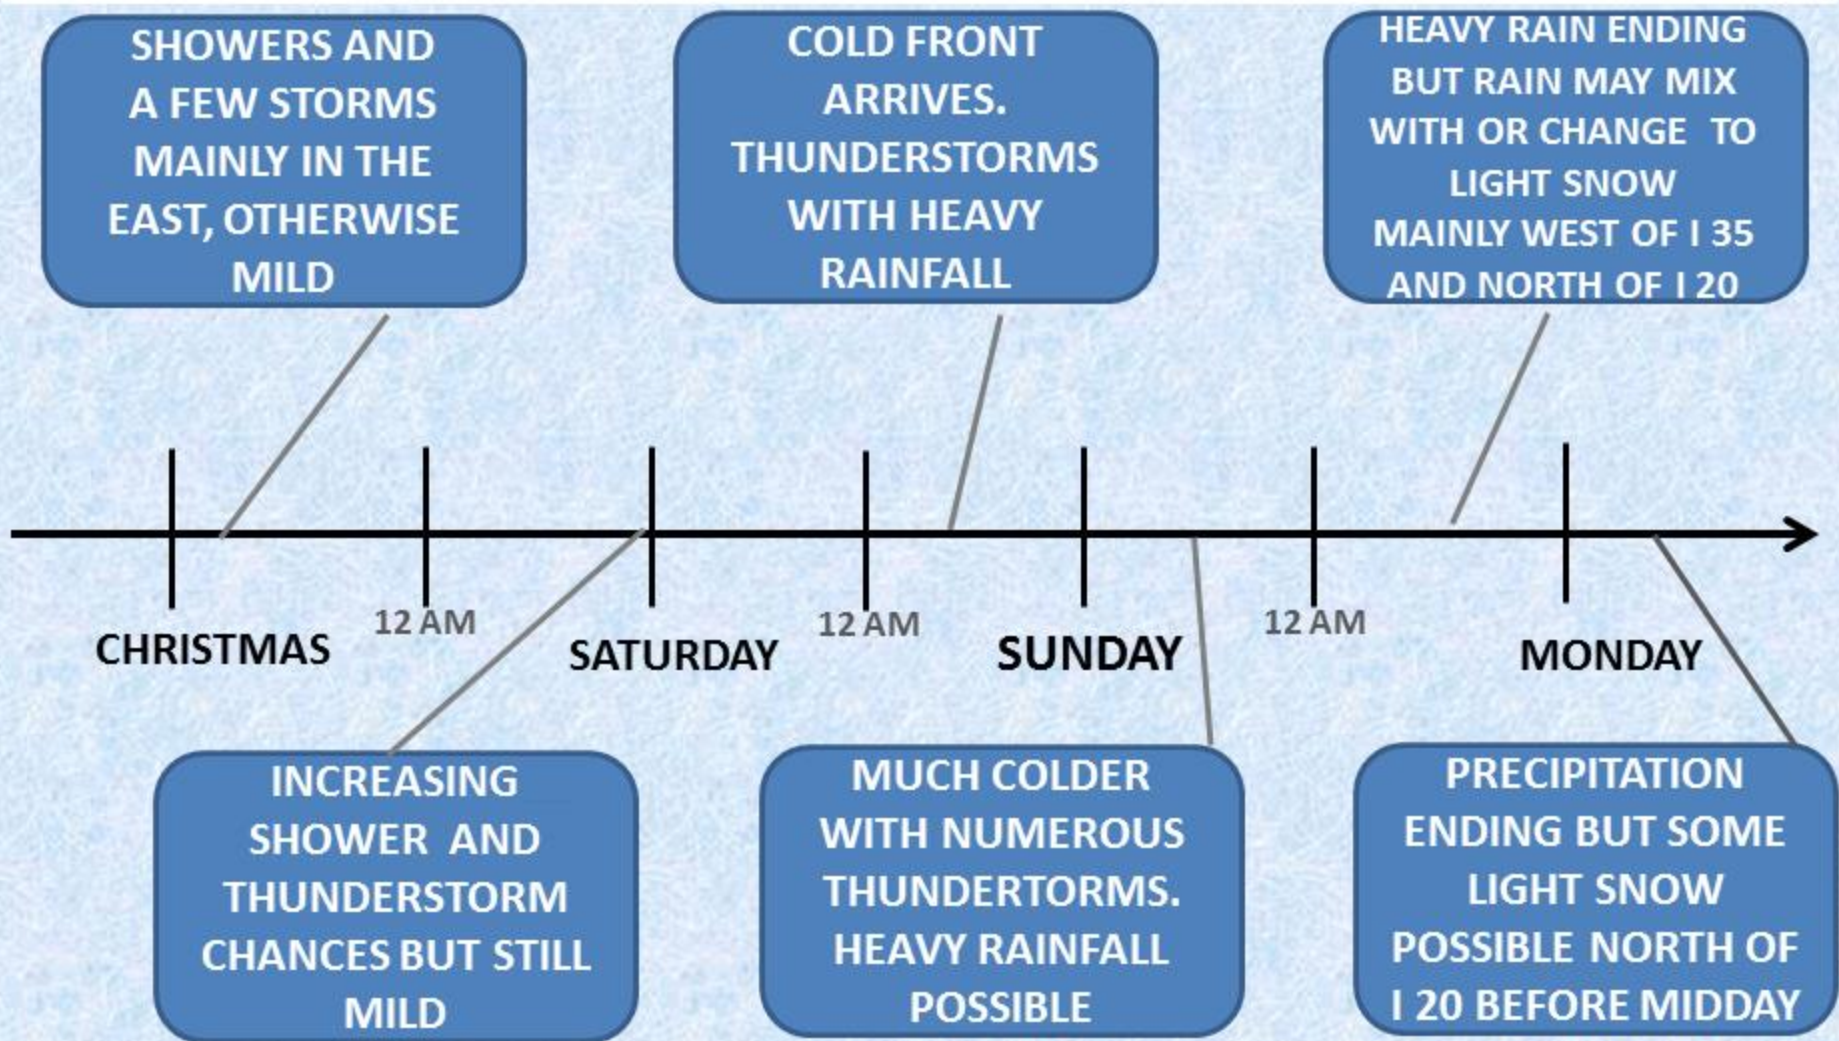 SHOWERS AND
A FEW STORMS
MAINLY IN THE
EAST, OTHERWISE
MILD
COLD FRONT
ARRIVES.
THUNDERSTORMS
WITH HEAVY
RAINFALL
HEAVY RAIN ENDING
BUT RAIN MAY MIX
WITH OR CHANGE TO
LIGHT SNOW
MAINLY WEST OF I 35
AND NORTH OF I 20
CHRISTMAS
12 AM
SATURDAY
12 AM
SUNDAY
12 AM
MONDAY
INCREASING
SHOWER AND
THUNDERSTORM
CHANCES BUT STILL
MILD
MUCH COLDER
WITH NUMEROUS
THUNDERTORMS.
HEAVY RAINFALL
POSSIBLE
PRECIPITATION
ENDING BUT SOME
LIGHT SNOW
POSSIBLE NORTH OF
I 20 BEFORE MIDDAY